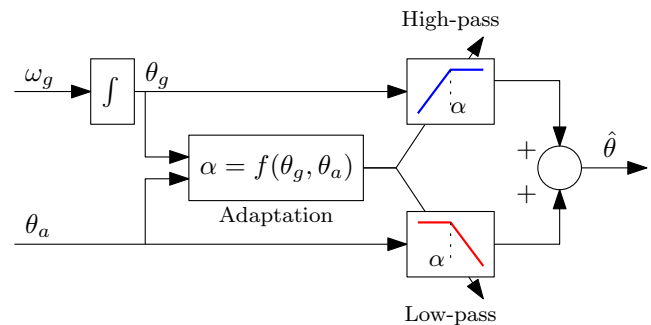 High-pass
ω_g
∫
θ_g
α
α = f(θ_g, θ_a)
Adaptation
+
+
θ̂
θ_a
α
Low-pass